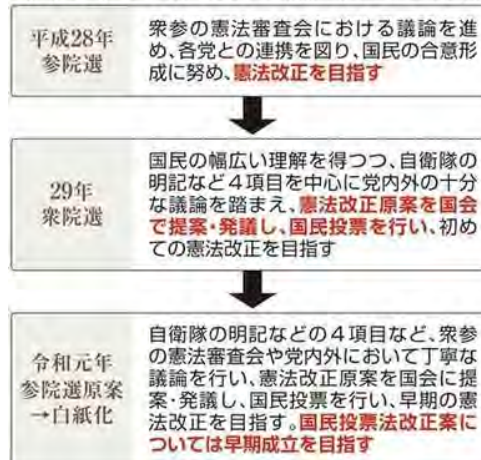 平成28年
参院選
衆参の憲法審査会における議論を進
め、各党との連携を図り、国民の合意形
成に努め、憲法改正を目指す
29年
衆院選
国民の幅広い理解を得つつ、自衛隊の
明記など4項目を中心に党内外の十分
な議論を踏まえ、憲法改正原案を国会
で提案・発議し、国民投票を行い、初め
ての憲法改正を目指す
令和元年
参院選原案
→白紙化
自衛隊の明記などの4項目など、衆参
の憲法審査会や党内外において丁寧な
議論を行い、憲法改正原案を国会に提
案・発議し、国民投票を行い、早期の憲
法改正を目指す。国民投票法改正案に
ついては早期成立を目指す